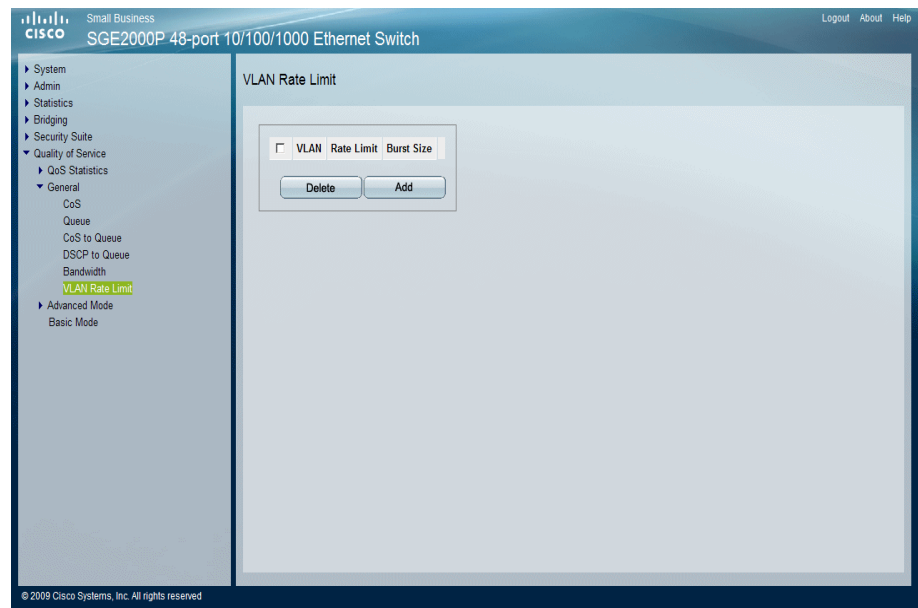 Small Business
CISCO
SGE2000P 48-port 10/100/1000 Ethernet Switch
Logout About Help
System
Admin
Statistics
Bridging
Security Suite
Quality of Service
QoS Statistics
General
CoS
Queue
CoS to Queue
DSCP to Queue
Bandwidth
VLAN Rate Limit
Advanced Mode
Basic Mode
VLAN Rate Limit
VLAN Rate Limit Burst Size
Delete Add
© 2009 Cisco Systems, Inc. All rights reserved